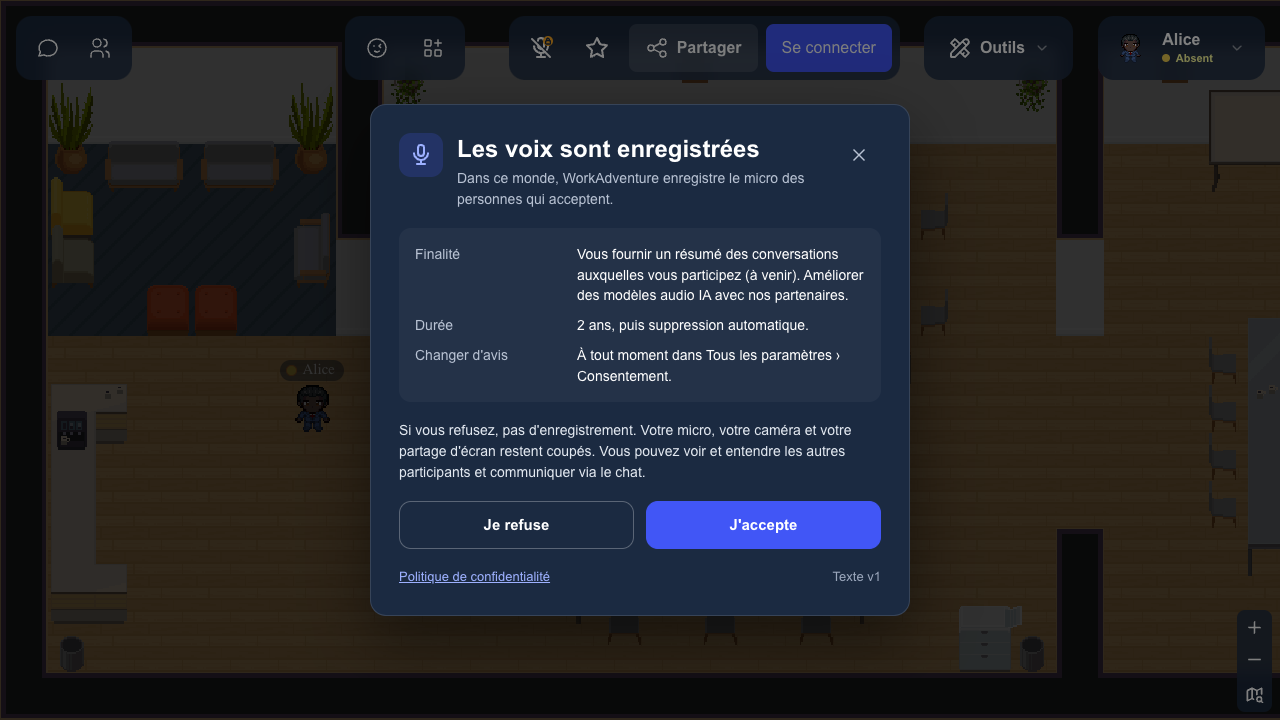 Partager
Se connecter
Outils
Alice
Absent
Les voix sont enregistrées
Dans ce monde, WorkAdventure enregistre le micro des
personnes qui acceptent.
Finalité
Vous fournir un résumé des conversations
auxquelles vous participez (à venir). Améliorer
des modèles audio IA avec nos partenaires.
Durée
2 ans, puis suppression automatique.
Changer d'avis
À tout moment dans Tous les paramètres ›
Consentement.
Alice
Si vous refusez, pas d'enregistrement. Votre micro, votre caméra et votre
partage d'écran restent coupés. Vous pouvez voir et entendre les autres
participants et communiquer via le chat.
Je refuse
J'accepte
Politique de confidentialité
Texte v1